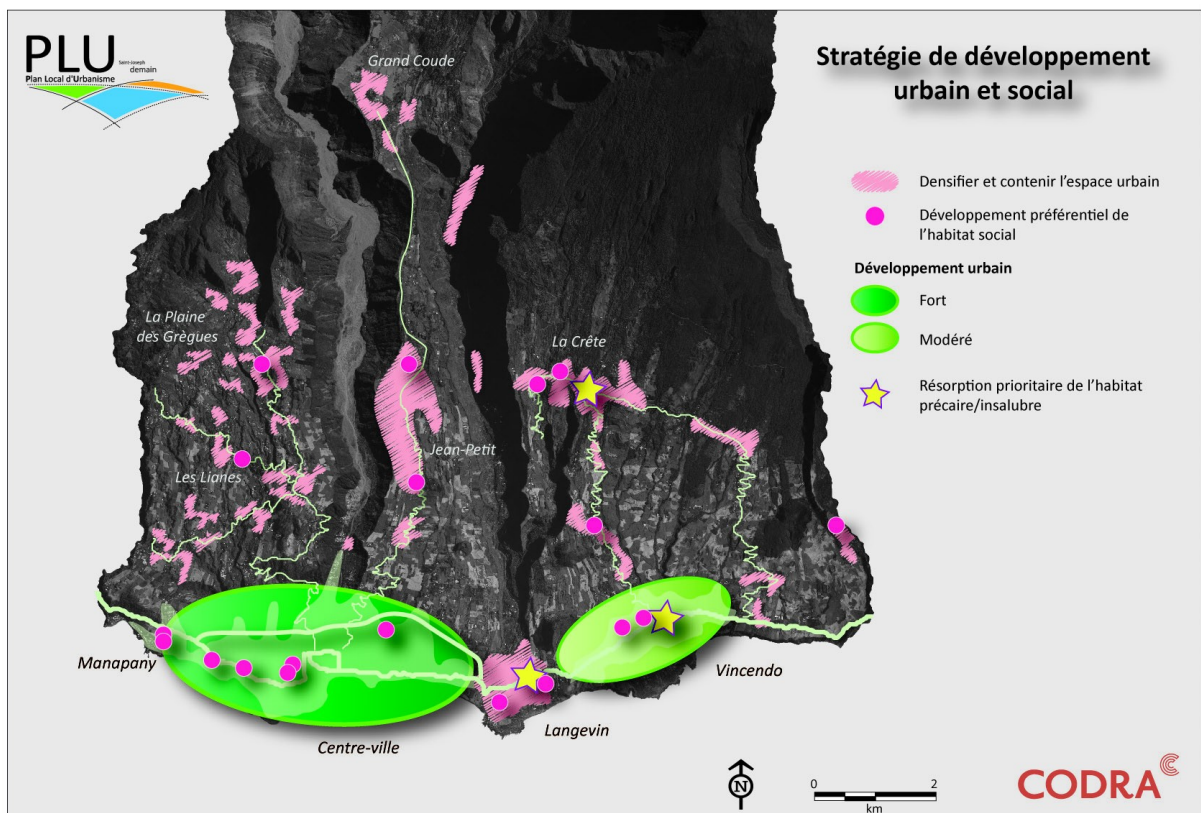 PLU
Saint-Joseph
demain
Plan Local d'Urbanisme
Stratégie de développement
urbain et social
Densifier et contenir l'espace urbain
Développement préférentiel de
l'habitat social
Développement urbain
Fort
Modéré
Résorption prioritaire de l'habitat
précaire/insalubre
Grand Coude
La Plaine
des Grègues
La Crête
Jean-Petit
Les Lianes
Manapany
Vincendo
Langevin
Centre-ville
N
0
2
km
CODRA